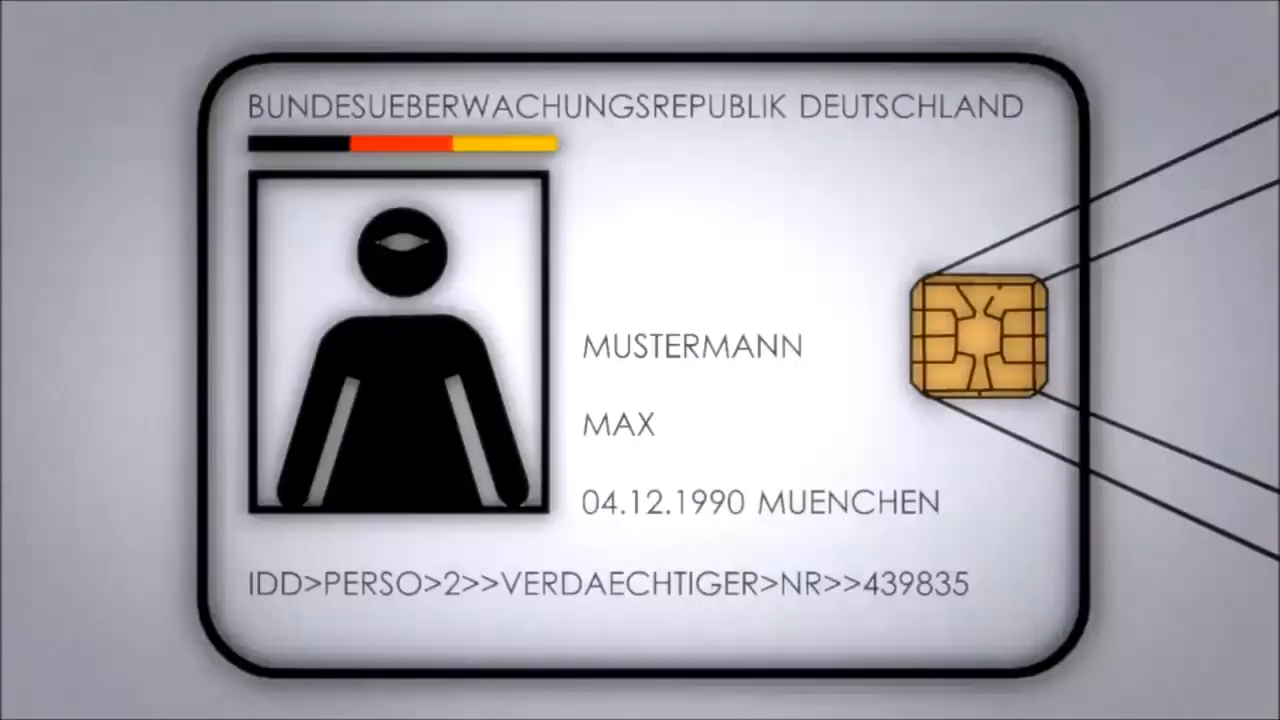 BUNDESUEBERWACHUNGSREPUBLIK DEUTSCHLAND
MUSTERMANN
MAX
04.12.1990 MUENCHEN
IDD>PERSO>2>>VERDAECHTIGER>NR>>439835